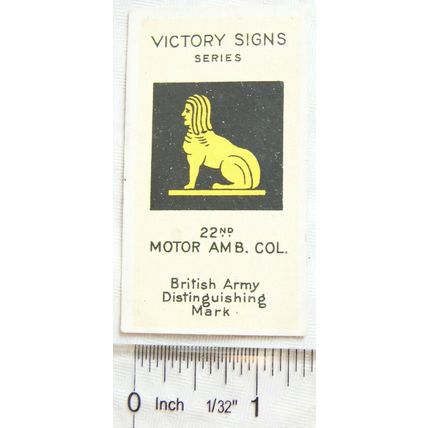 VICTORY SIGNS
SERIES
22ND
MOTOR AMB. COL.
British Army
Distinguishing
Mark.
0 Inch 1/32" 1